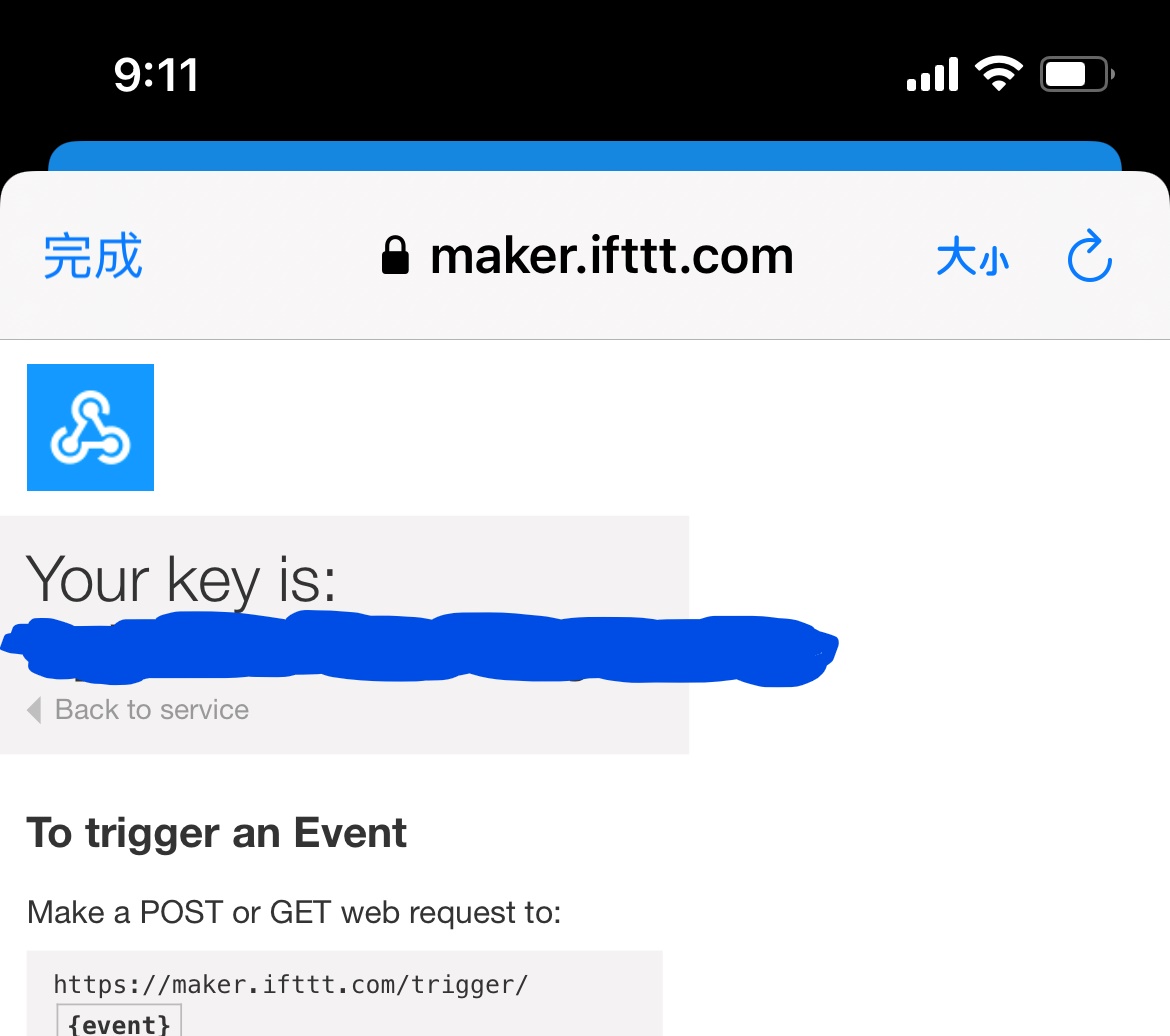 9:11
完成 maker.ifttt.com 大小
Your key is:
Back to service
To trigger an Event
Make a POST or GET web request to:
https://maker.ifttt.com/trigger/
{event}